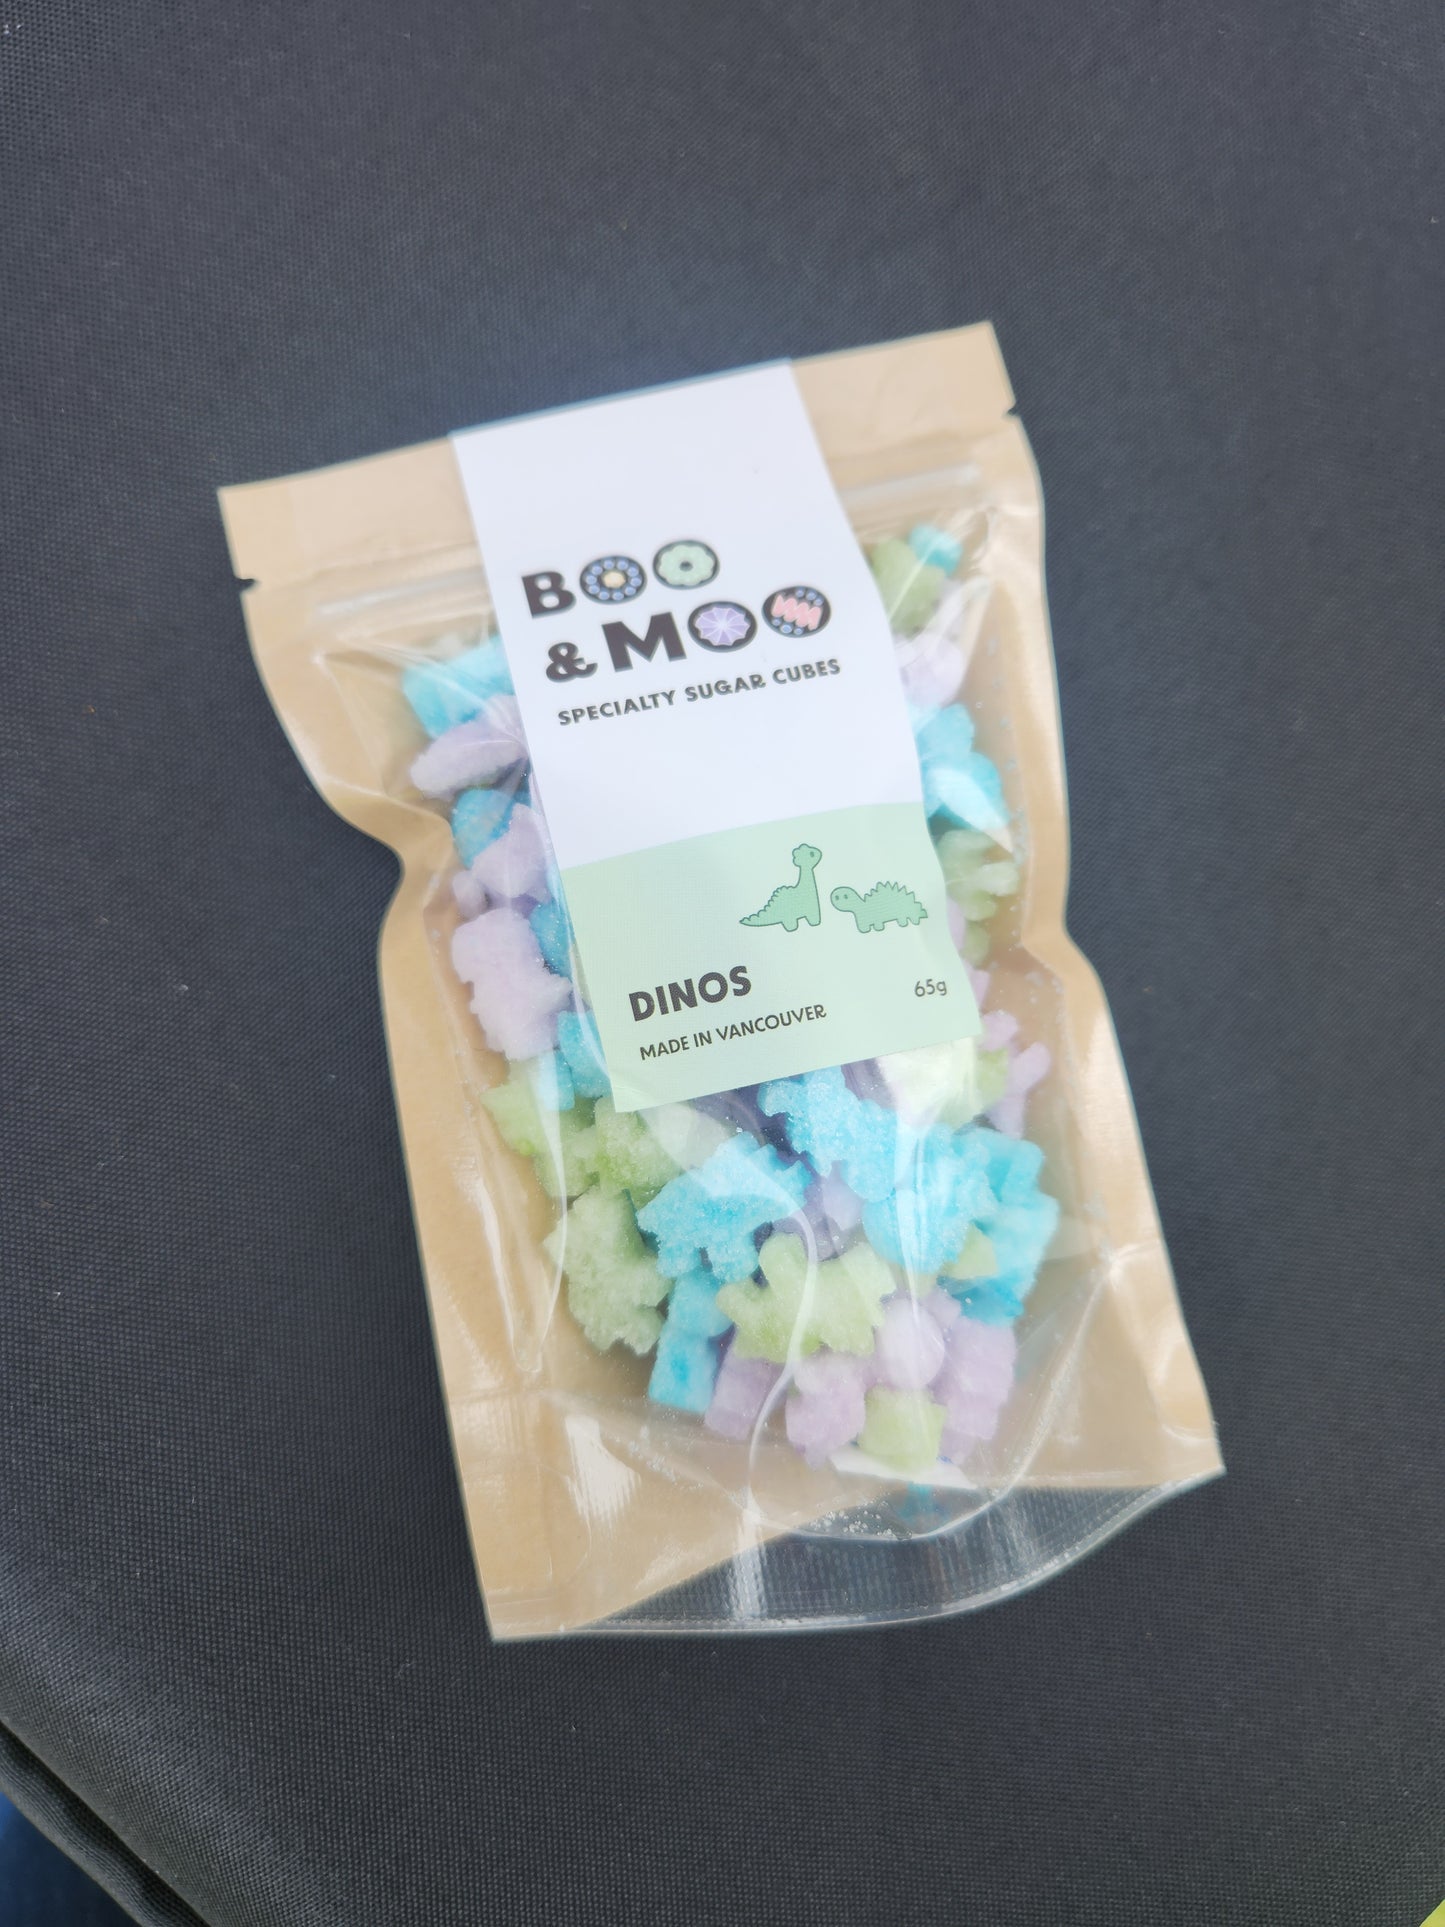 BOO
& MOO
SPECIALTY SUGAR CUBES
DINOS
65g
MADE IN VANCOUVER